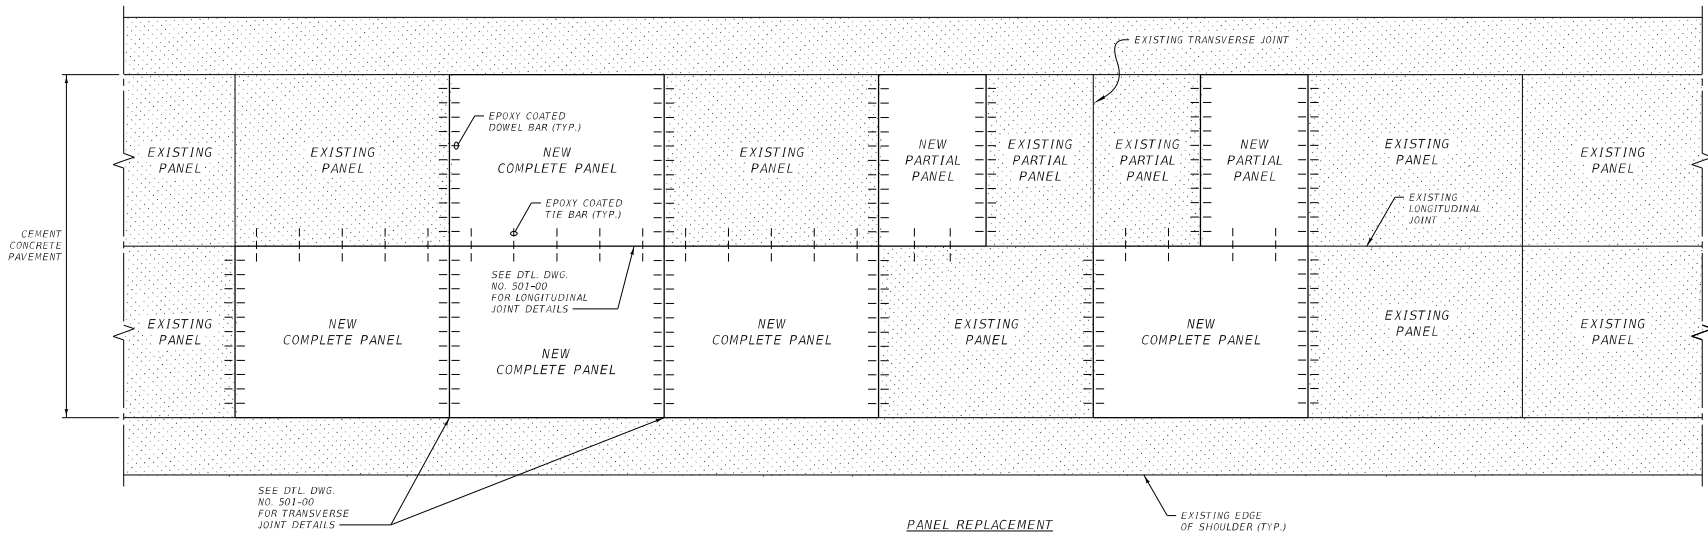 EXISTING TRANSVERSE JOINT
EPOXY COATED
DOWEL BAR (TYP.)
EXISTING
PANEL
EXISTING
PANEL
NEW
COMPLETE PANEL
EXISTING
PANEL
NEW
PARTIAL
PANEL
EXISTING
PARTIAL
PANEL
EXISTING
PARTIAL
PANEL
NEW
PARTIAL
PANEL
EXISTING
PANEL
EXISTING
PANEL
EPOXY COATED
TIE BAR (TYP.)
EXISTING
LONGITUDINAL
JOINT
CEMENT
CONCRETE
PAVEMENT
SEE DTL. DWG.
NO. 501-00
FOR LONGITUDINAL
JOINT DETAILS
EXISTING
PANEL
NEW
COMPLETE PANEL
NEW
COMPLETE PANEL
NEW
COMPLETE PANEL
EXISTING
PANEL
NEW
COMPLETE PANEL
EXISTING
PANEL
EXISTING
PANEL
SEE DTL. DWG.
NO. 501-00
FOR TRANSVERSE
JOINT DETAILS
PANEL REPLACEMENT
EXISTING EDGE
OF SHOULDER (TYP.)